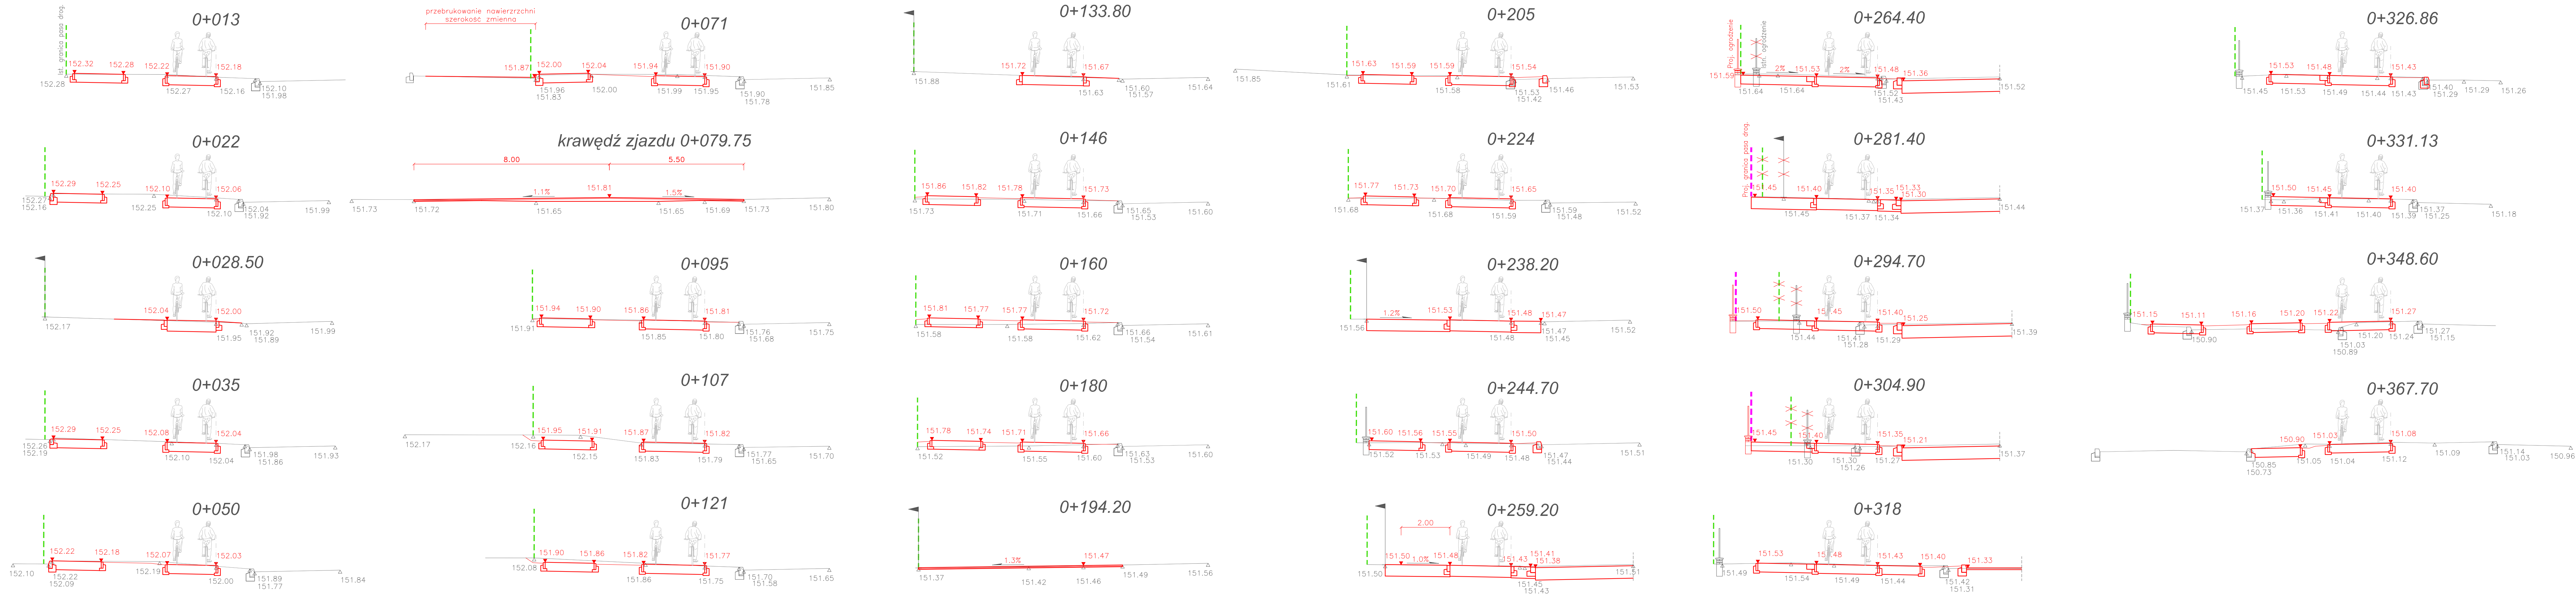 0+013
Ist. granica pasa drog.
152.32 152.28 152.22 152.18
152.28 152.27 152.16 152.10
151.98
0+022
152.29 152.25 152.10 152.06
152.27 152.25 152.10 152.04 151.99
152.16 151.92
0+028.50
152.04 152.00
152.17 151.95 151.92 151.99
151.89
0+035
152.29 152.25 152.08 152.04
152.26 152.10 152.04 151.98 151.93
152.19 151.86
0+050
152.22 152.18 152.07 152.03
152.10 152.22 152.19 152.00 151.89 151.84
152.09 151.77
przebrukowanie nawierzrzchni
szerokość zmienna
0+071
151.87 152.00 152.04 151.94 151.90
151.96 152.00 151.99 151.95 151.90 151.85
151.83 151.78
krawędź zjazdu 0+079.75
8.00 5.50
1.1% 151.81 1.5%
151.73 151.72 151.65 151.65 151.69 151.73 151.80
0+095
151.94 151.90 151.86 151.81
151.91 151.85 151.80 151.76 151.75
151.68
0+107
151.95 151.91 151.87 151.82
152.17 152.16 152.15 151.83 151.79 151.77 151.70
151.65
0+121
151.90 151.86 151.82 151.77
152.08 151.86 151.75 151.70 151.65
151.58
0+133.80
151.72 151.67
151.88 151.63 151.60 151.64
151.57
0+146
151.86 151.82 151.78 151.73
151.73 151.71 151.66 151.65 151.60
151.53
0+160
151.81 151.77 151.77 151.72
151.58 151.58 151.62 151.66 151.61
151.54
0+180
151.78 151.74 151.71 151.66
151.52 151.55 151.60 151.63 151.60
151.53
0+194.20
1.3% 151.47
151.37 151.42 151.46 151.49 151.56
0+205
151.63 151.59 151.59 151.54
151.85 151.61 151.58 151.53 151.46 151.53
151.42
0+224
151.77 151.73 151.70 151.65
151.68 151.68 151.59 151.59 151.52
151.48
0+238.20
1.2% 151.53 151.48 151.47
151.56 151.48 151.47 151.52
151.45
0+244.70
151.60 151.56 151.55 151.50
151.52 151.53 151.49 151.48 151.47 151.51
151.44
0+259.20
2.00
151.50 1.0% 151.48 151.43 151.41
151.38
151.50 151.45 151.51
151.43
0+264.40
Proj. ogrodzenie
Istn. ogrodzenie
151.59 2% 151.53 2% 151.48 151.36
151.64 151.64 151.52 151.52
151.43
0+281.40
Proj. granica pasa drog.
151.45 151.40 151.35 151.33
151.30
151.45 151.37 151.34 151.44
0+294.70
151.50 151.45 151.40 151.25
151.44 151.41 151.29 151.39
151.28
0+304.90
151.45 151.40 151.35 151.21
151.30 151.30 151.27 151.37
151.26
0+318
151.53 151.48 151.43 151.40 151.33
151.49 151.54 151.49 151.44 151.42
151.31
0+326.86
151.53 151.48 151.43
151.45 151.53 151.49 151.44 151.43 151.40 151.29 151.26
151.29
0+331.13
151.50 151.45 151.40
151.37 151.36 151.41 151.40 151.39 151.37 151.18
151.25
0+348.60
151.15 151.11 151.16 151.20 151.22 151.27
150.90 151.03 151.20 151.24 151.27
150.89 151.15
0+367.70
150.90 151.03 151.08
150.85 151.05 151.04 151.12 151.09 151.14 150.96
150.73 151.03